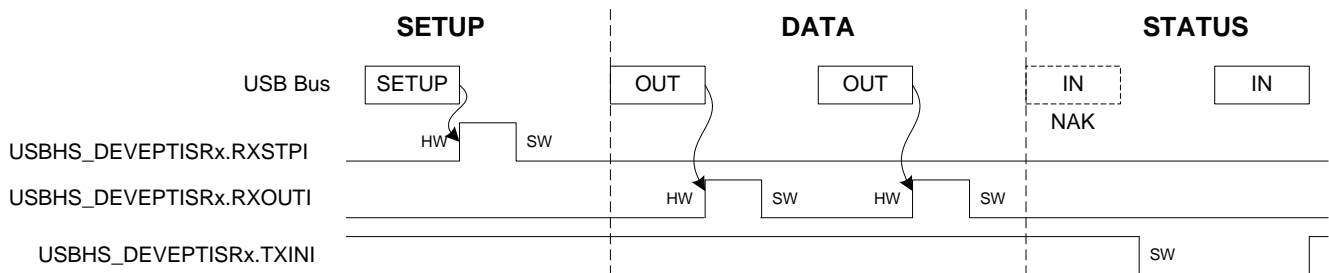 SETUP DATA STATUS
USB Bus SETUP OUT OUT IN IN
NAK
USBHS_DEVEPTISRx.RXSTPI HW SW
USBHS_DEVEPTISRx.RXOUTI HW SW HW SW
USBHS_DEVEPTISRx.TXINI SW